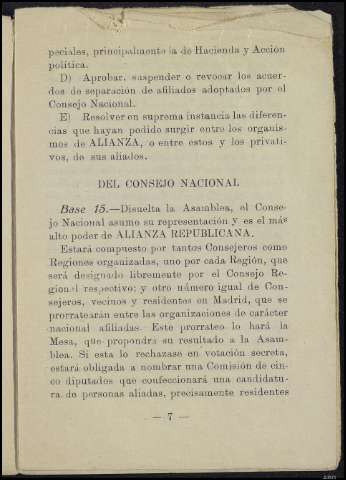 peciales, principalmente la de Hacienda y Acción
política.
D) Aprobar, suspender o revocar los acuer-
dos de separación de afiliados adoptados por el
Consejo Nacional.
E) Resolver en suprema instancia las diferen-
cias que hayan podido surgir entre los organis-
mos de ALIANZA, o entre estos y los privati-
vos, de sus aliados.
DEL CONSEJO NACIONAL
Base 15.—Disuelta la Asamblea, el Conse-
jo Nacional asume su representación y es el más
alto poder de ALIANZA REPUBLICANA.
Estará compuesto por tantos Consejeros como
Regiones organizadas, uno por cada Región, que
será designado libremente por el Consejo Re-
gional respectivo; y otro número igual de Con-
sejeros, vecinos y residentes en Madrid, que se
prorratearán entre las organizaciones de carácter
nacional afiliadas. Este prorrateo lo hará la
Mesa, que propondrá su resultado a la Asam-
blea. Si esta lo rechazase en votación secreta,
estará obligada a nombrar una Comisión de cin-
co diputados que confeccionará una candidatu-
ra de personas aliadas, precisamente residentes
— 7 —